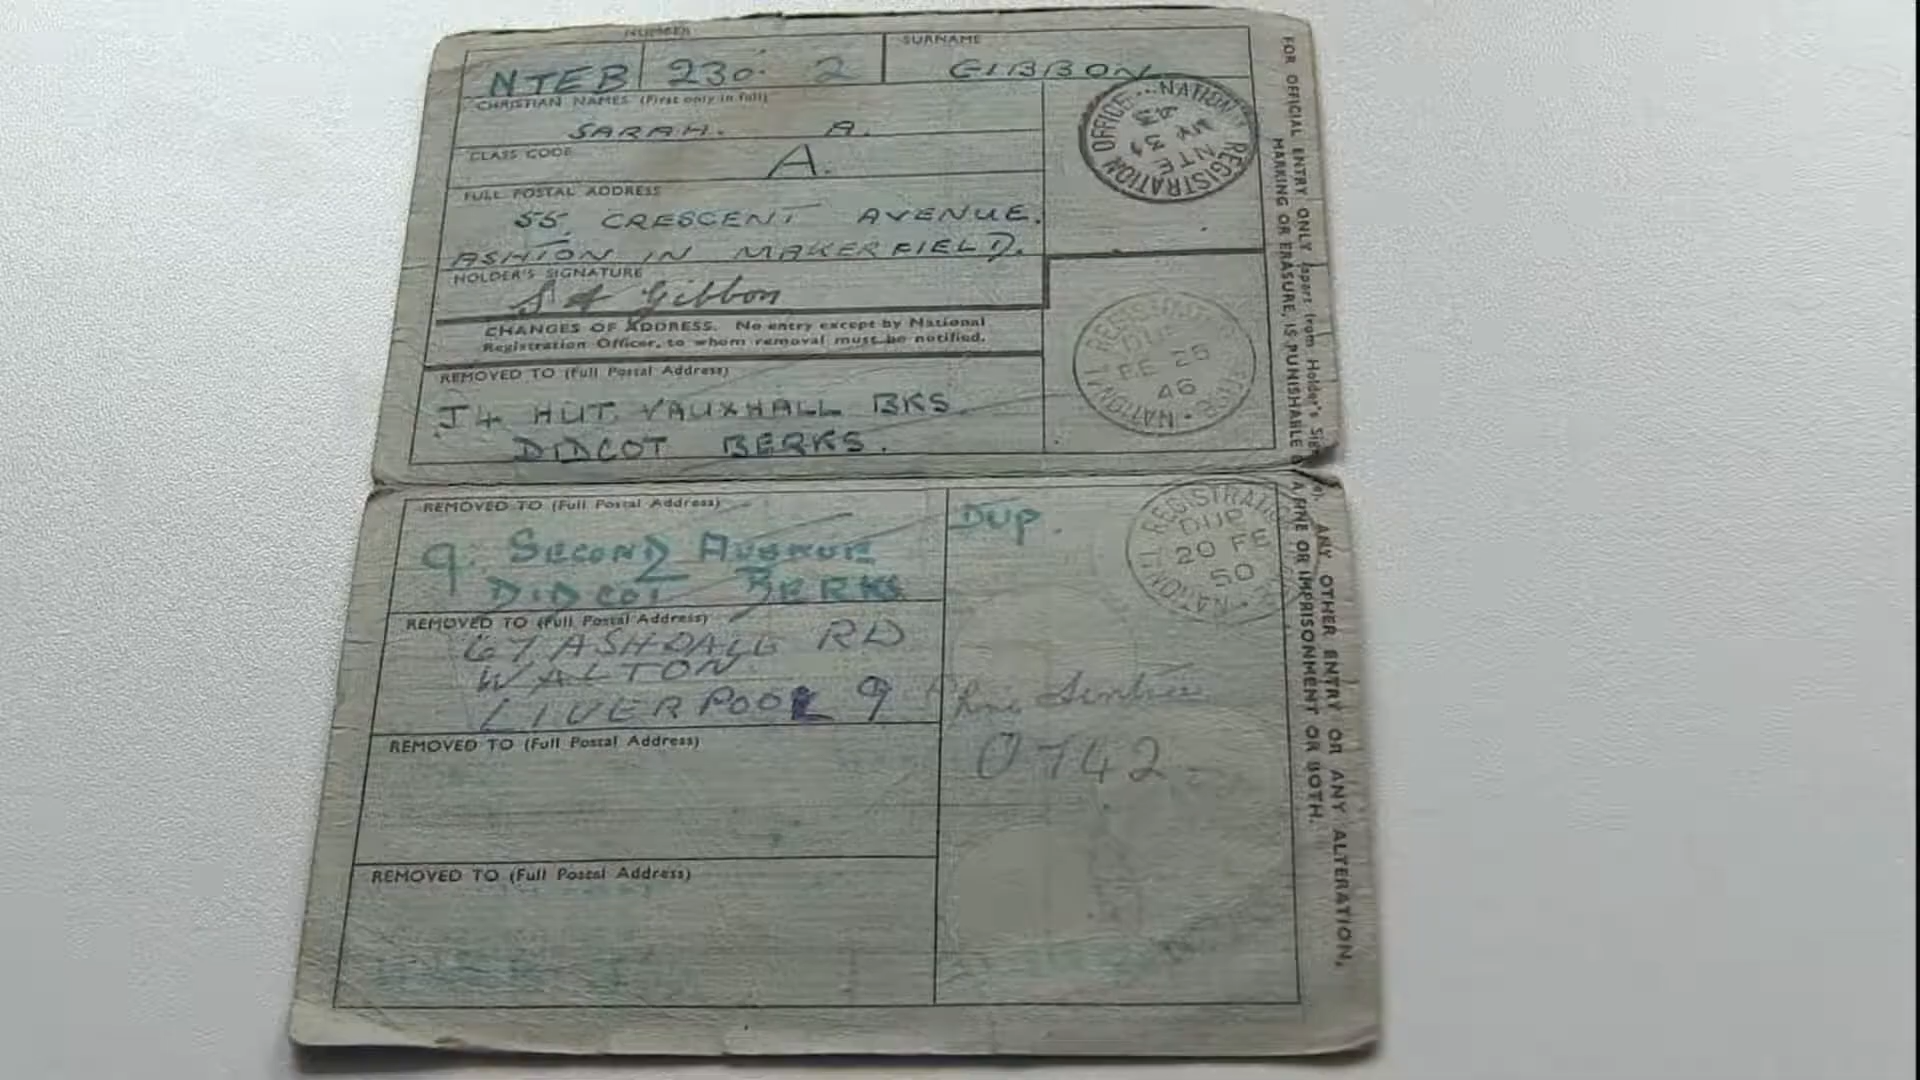 NUMBER
SURNAME
NTEB 230· 2
GIBBON
CHRISTIAN NAMES (First only in full)
SARAH. A.
CLASS CODE
A.
FULL POSTAL ADDRESS
55, CRESCENT AVENUE.
ASHTON IN MAKERFIELD.
HOLDER'S SIGNATURE
S A Gibbon
NATIONAL REGISTRATION OFFICE
NTE
CHANGES OF ADDRESS. No entry except by National
Registration Officer, to whom removal must be notified.
REMOVED TO (Full Postal Address)
J4 HUT. VAUXHALL BKS.
DIDCOT BERKS.
NATIONAL REGISTRATION
DUP
FE 25
46
REMOVED TO (Full Postal Address)
9. SECOND AVENUE
DIDCOT BERKS
DUP.
NATIONAL REGISTRATION
DUP
20 FE
50
REMOVED TO (Full Postal Address)
67 RD
WALTON
LIVERPOOL 9
0742
REMOVED TO (Full Postal Address)
REMOVED TO (Full Postal Address)
FOR OFFICIAL ENTRY ONLY (apart from Holder's ANY OTHER ENTRY OR ANY ALTERATION,
MARKING OR ERASURE, IS PUNISHABLE A FINE OR IMPRISONMENT OR BOTH.